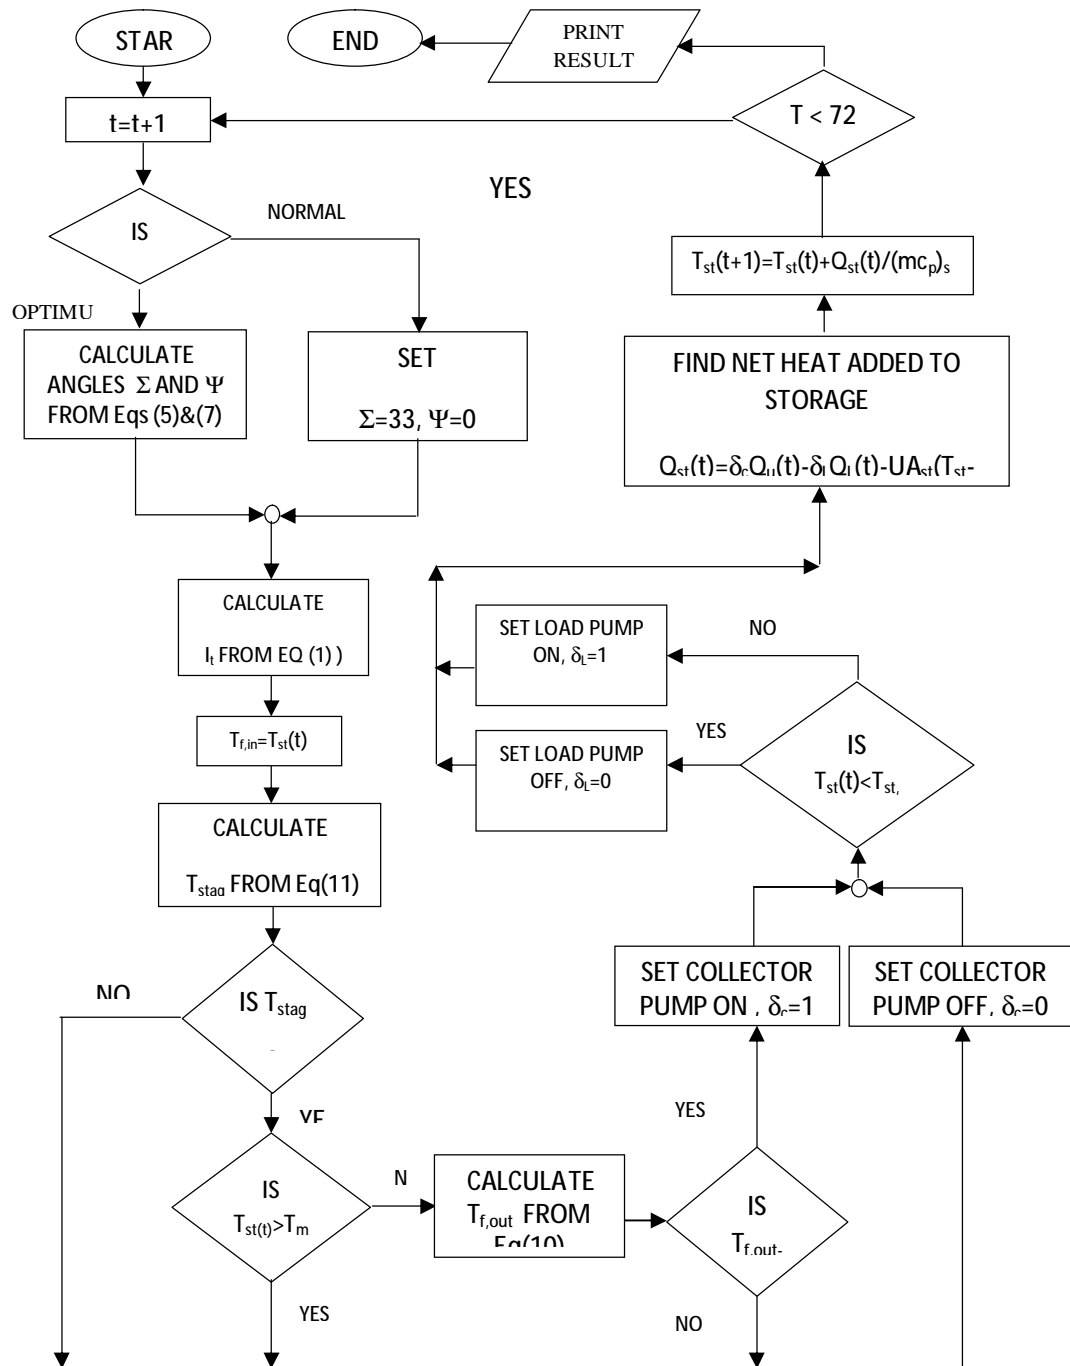 STAR
END
PRINT
RESULT
t=t+1
T < 72
YES
IS
NORMAL
OPTIMU
CALCULATE
ANGLES Σ AND Ψ
FROM Eqs (5)&(7)
SET
Σ=33, Ψ=0
T_st(t+1)=T_st(t)+Q_st(t)/(mc_p)_s
FIND NET HEAT ADDED TO
STORAGE
Q_st(t)=δ_cQ_u(t)-δ_LQ_L(t)-UA_st(T_st-
CALCULATE
I_t FROM EQ (1) )
T_f,in=T_st(t)
CALCULATE
T_stag FROM Eq(11)
SET LOAD PUMP
ON, δ_L=1
NO
SET LOAD PUMP
OFF, δ_L=0
YES
IS
T_st(t)<T_st,
SET COLLECTOR
PUMP ON , δ_c=1
SET COLLECTOR
PUMP OFF, δ_c=0
NO
IS T_stag
YE
IS
T_st(t)>T_m
N
CALCULATE
T_f,out FROM
Eq(10)
YES
IS
T_f,out-
YES
NO